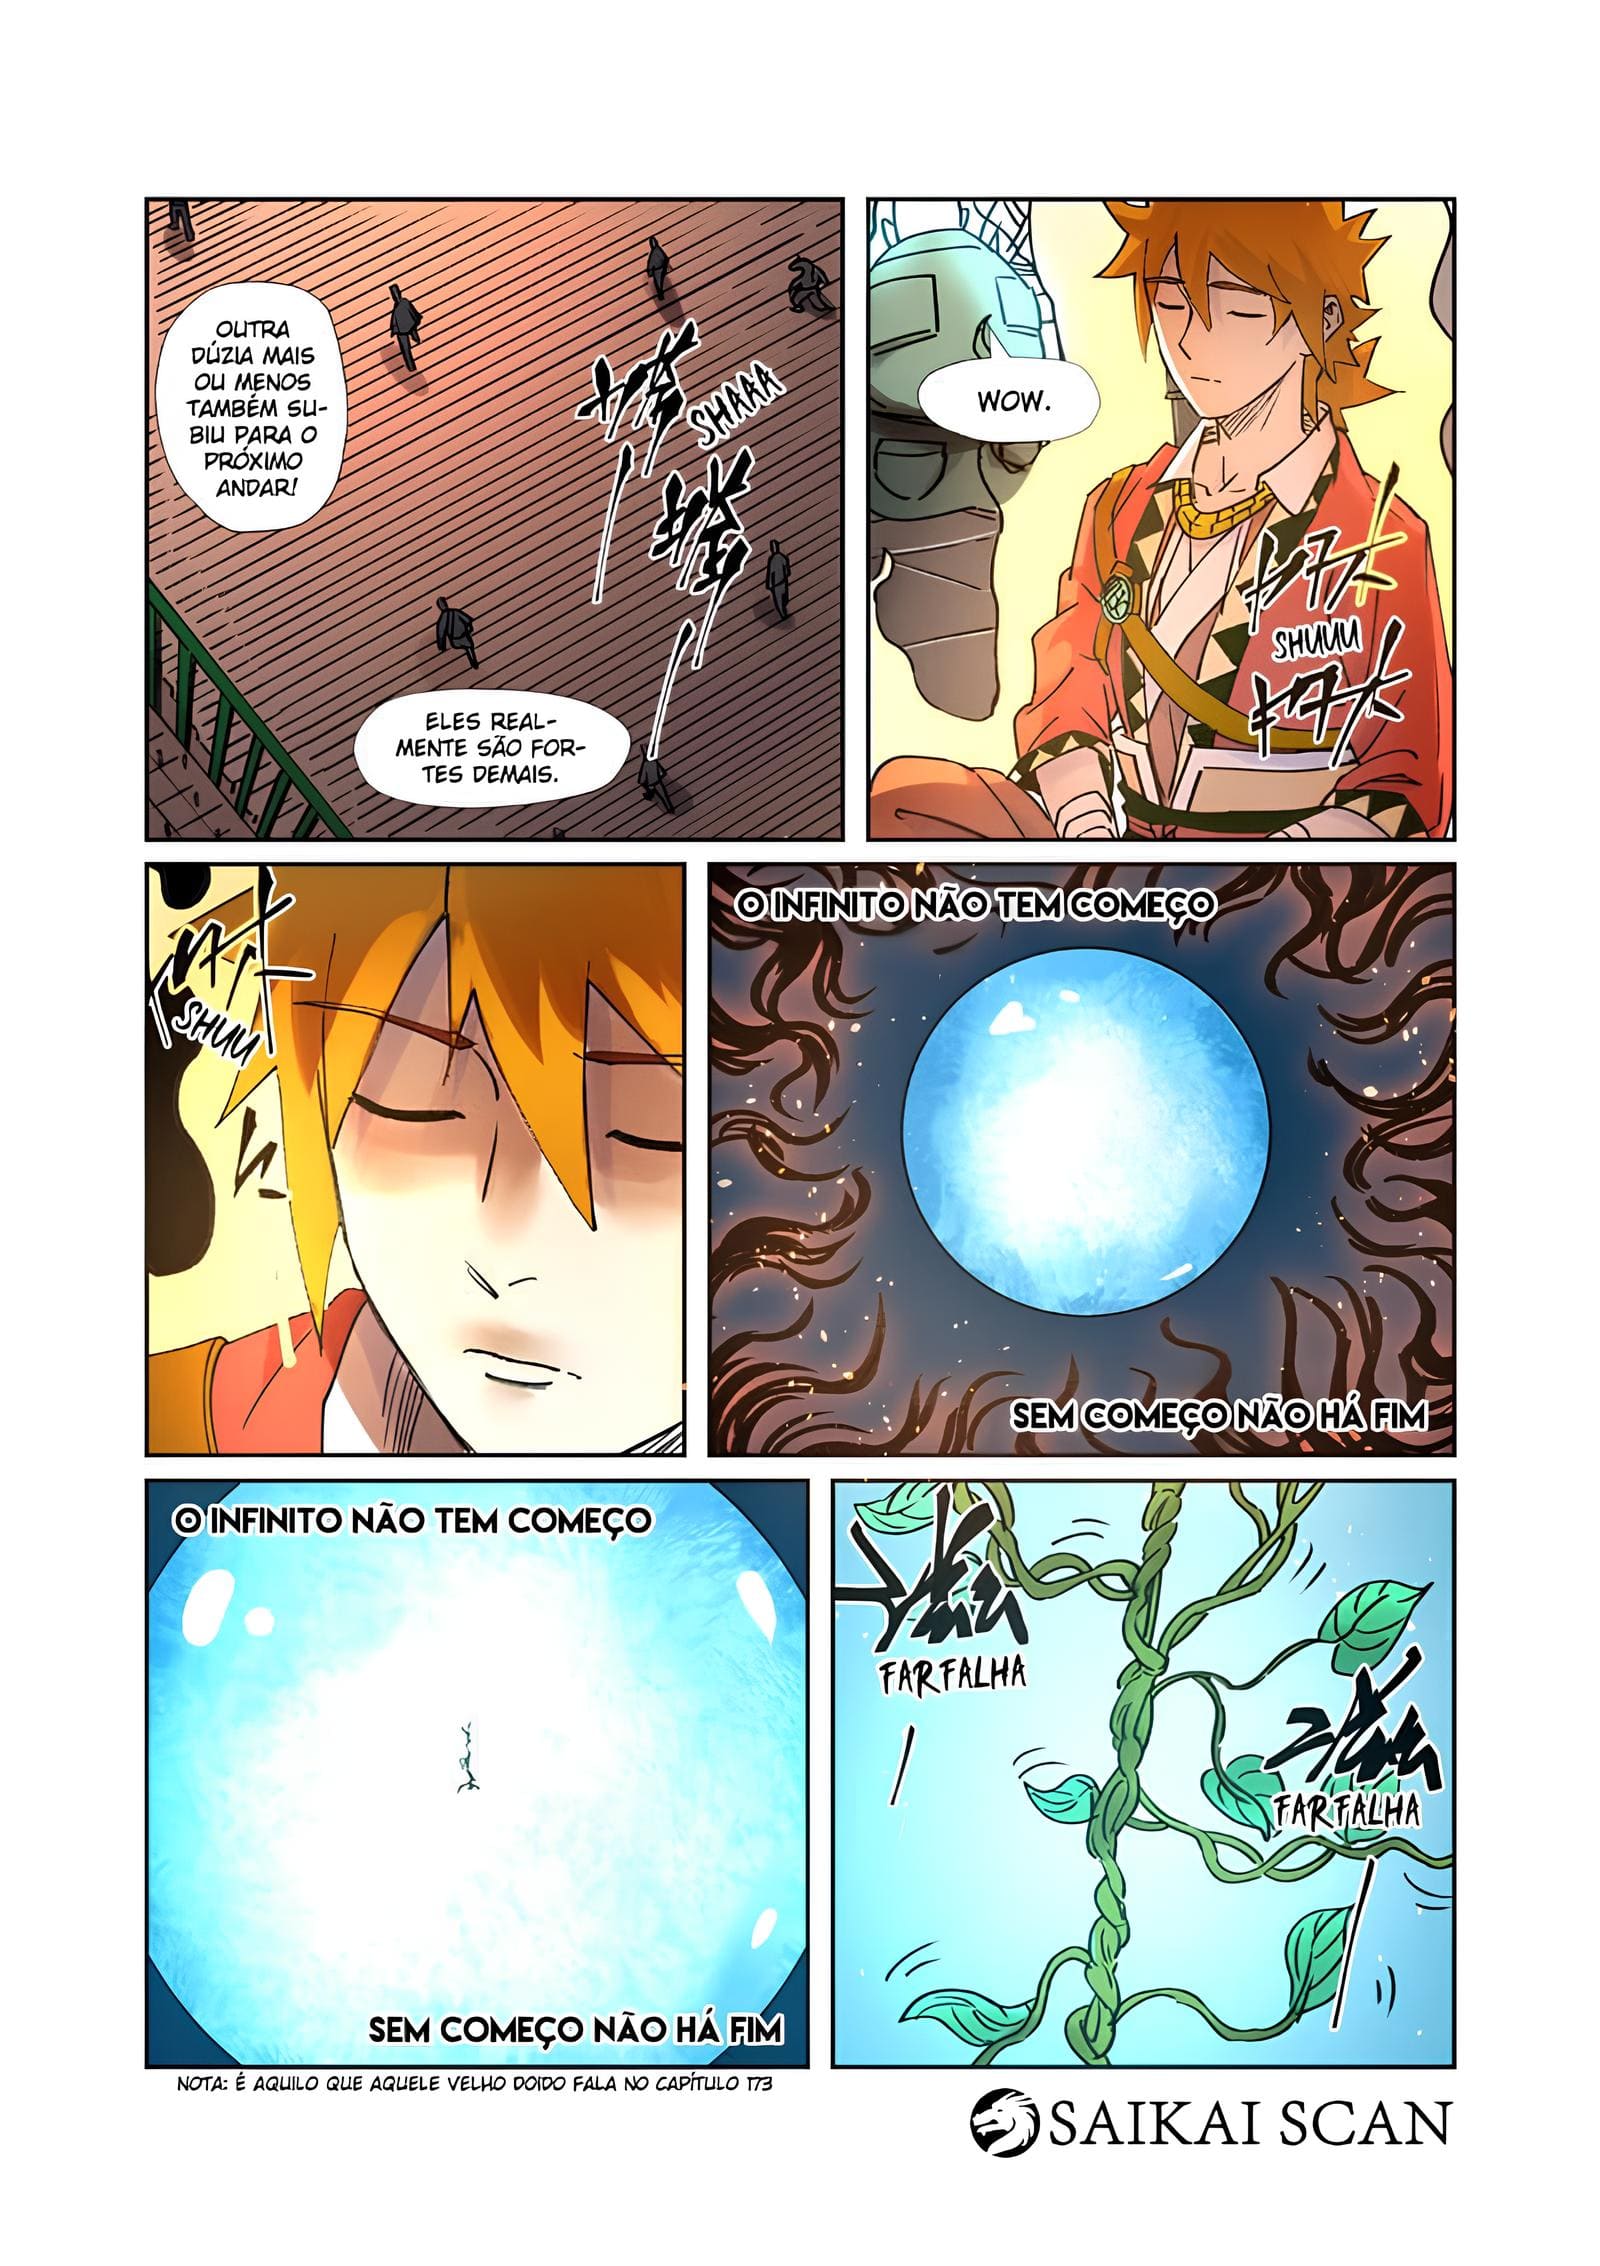 OUTRA
DÚZIA MAIS
OU MENOS
TAMBÉM SU-
BIU PARA O
PRÓXIMO
ANDAR!
SHAAA
ELES REAL-
MENTE SÃO FOR-
TES DEMAIS.
WOW.
SHUUU
SHUU
O INFINITO NÃO TEM COMEÇO
SEM COMEÇO NÃO HÁ FIM
O INFINITO NÃO TEM COMEÇO
SEM COMEÇO NÃO HÁ FIM
FARFALHA
FARFALHA
NOTA: É AQUILO QUE AQUELE VELHO DOIDO FALA NO CAPÍTULO 173
SAIKAI SCAN